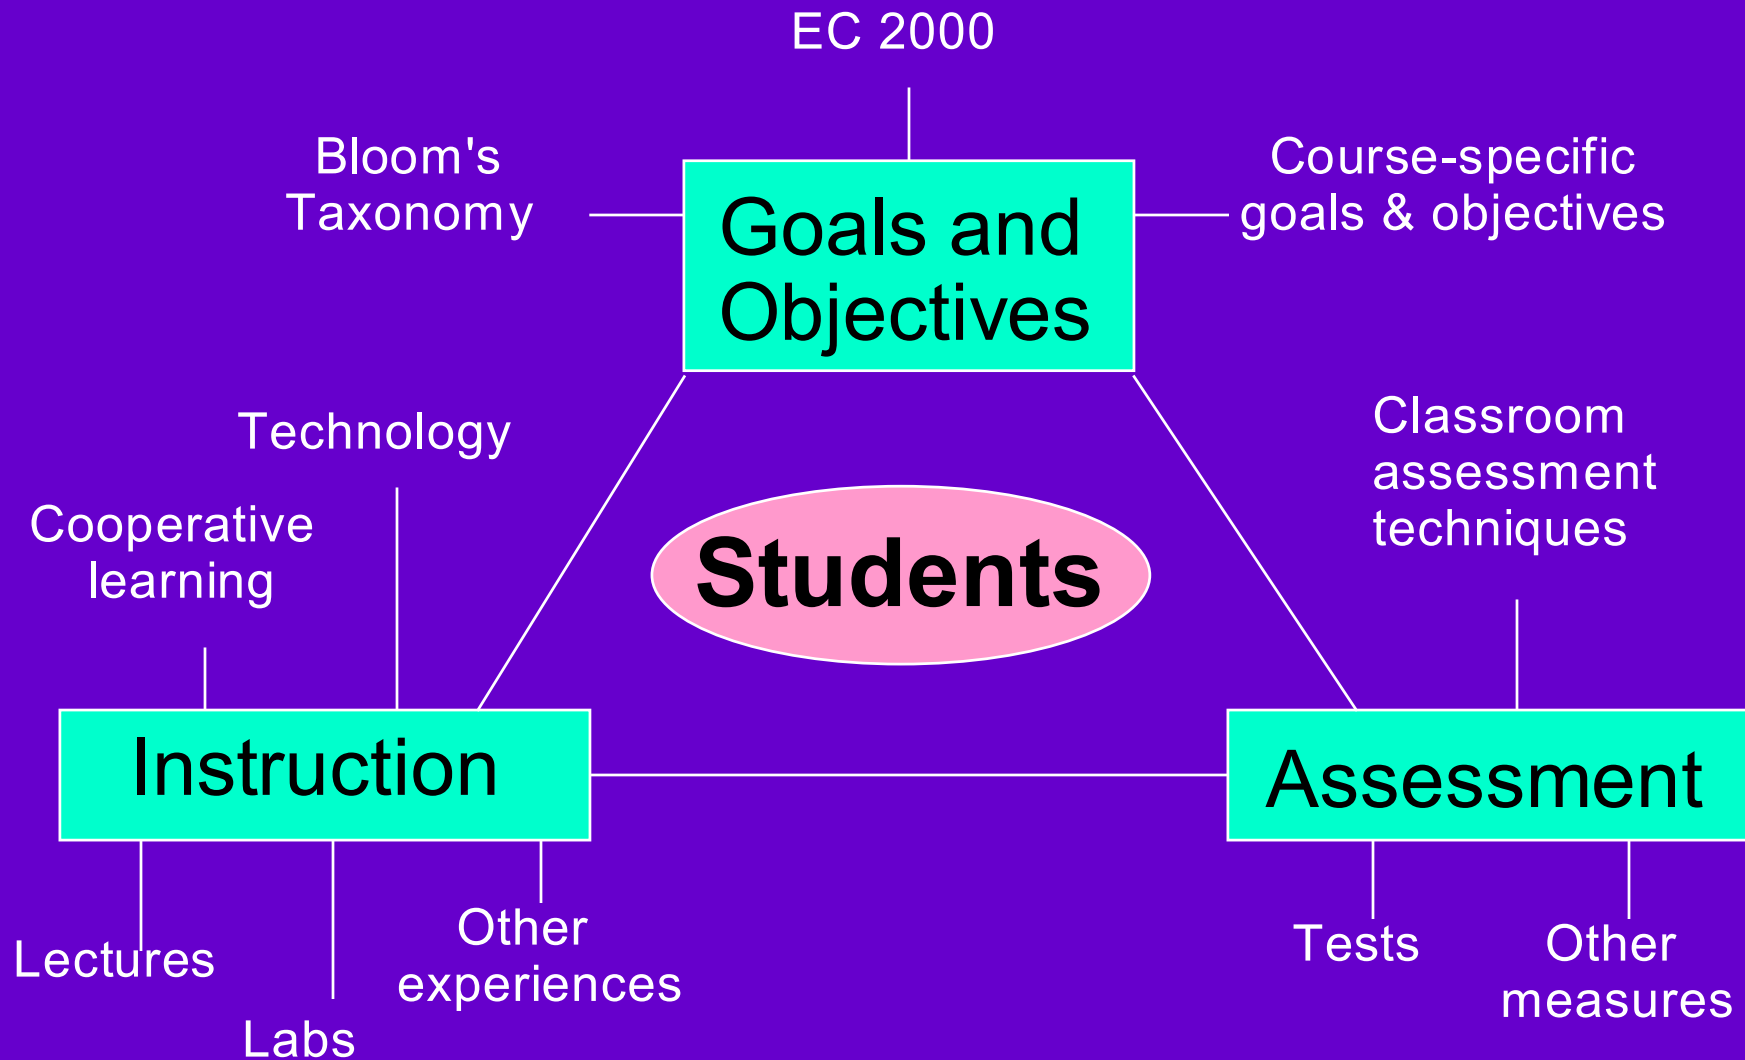 EC 2000
Bloom's
Taxonomy
Goals and
Objectives
Course-specific
goals & objectives
Technology
Cooperative
learning
Students
Classroom
assessment
techniques
Instruction
Assessment
Lectures
Labs
Other
experiences
Tests
Other
measures